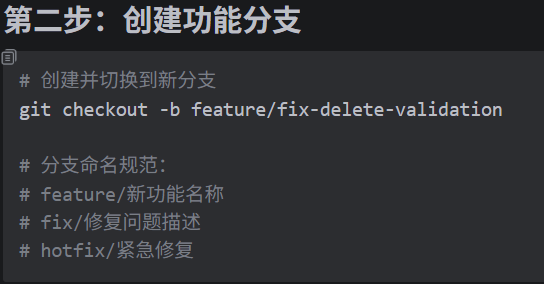 第二步：创建功能分支
# 创建并切换到新分支
git checkout -b feature/fix-delete-validation
# 分支命名规范：
# feature/新功能名称
# fix/修复问题描述
# hotfix/紧急修复